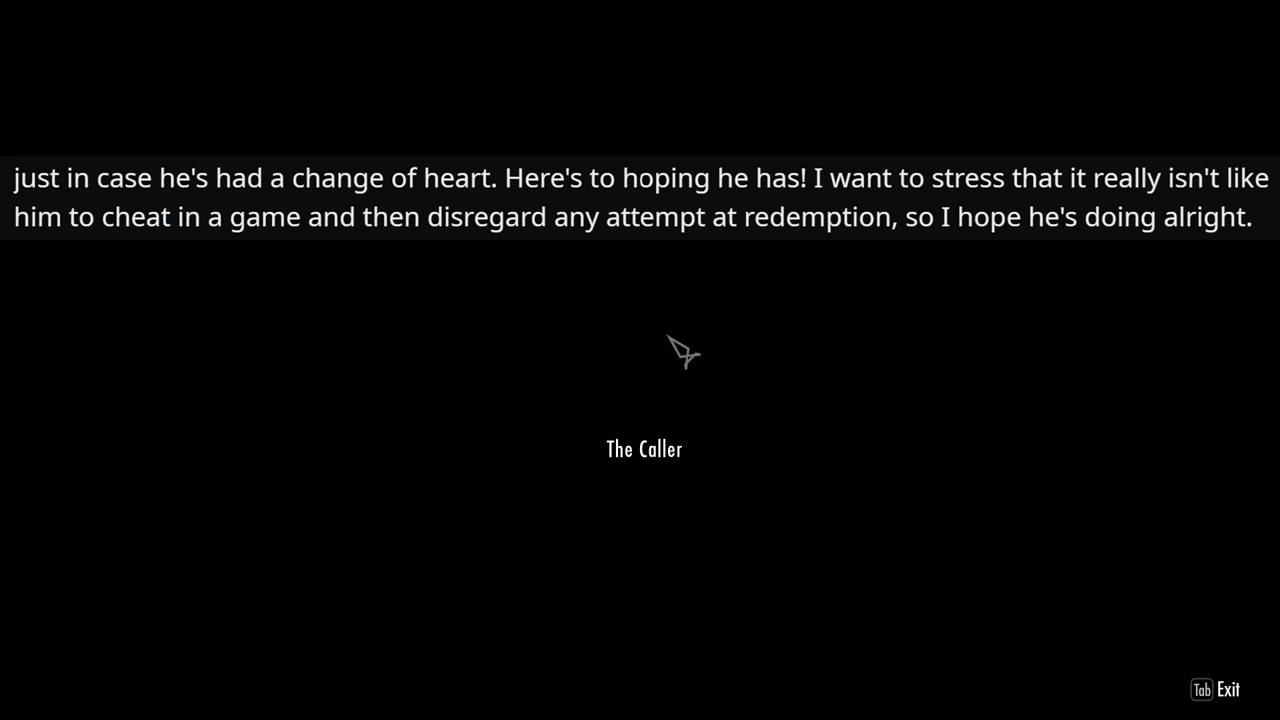 just in case he's had a change of heart. Here's to hoping he has! I want to stress that it really isn't like
him to cheat in a game and then disregard any attempt at redemption, so I hope he's doing alright.
The Caller
Tab Exit